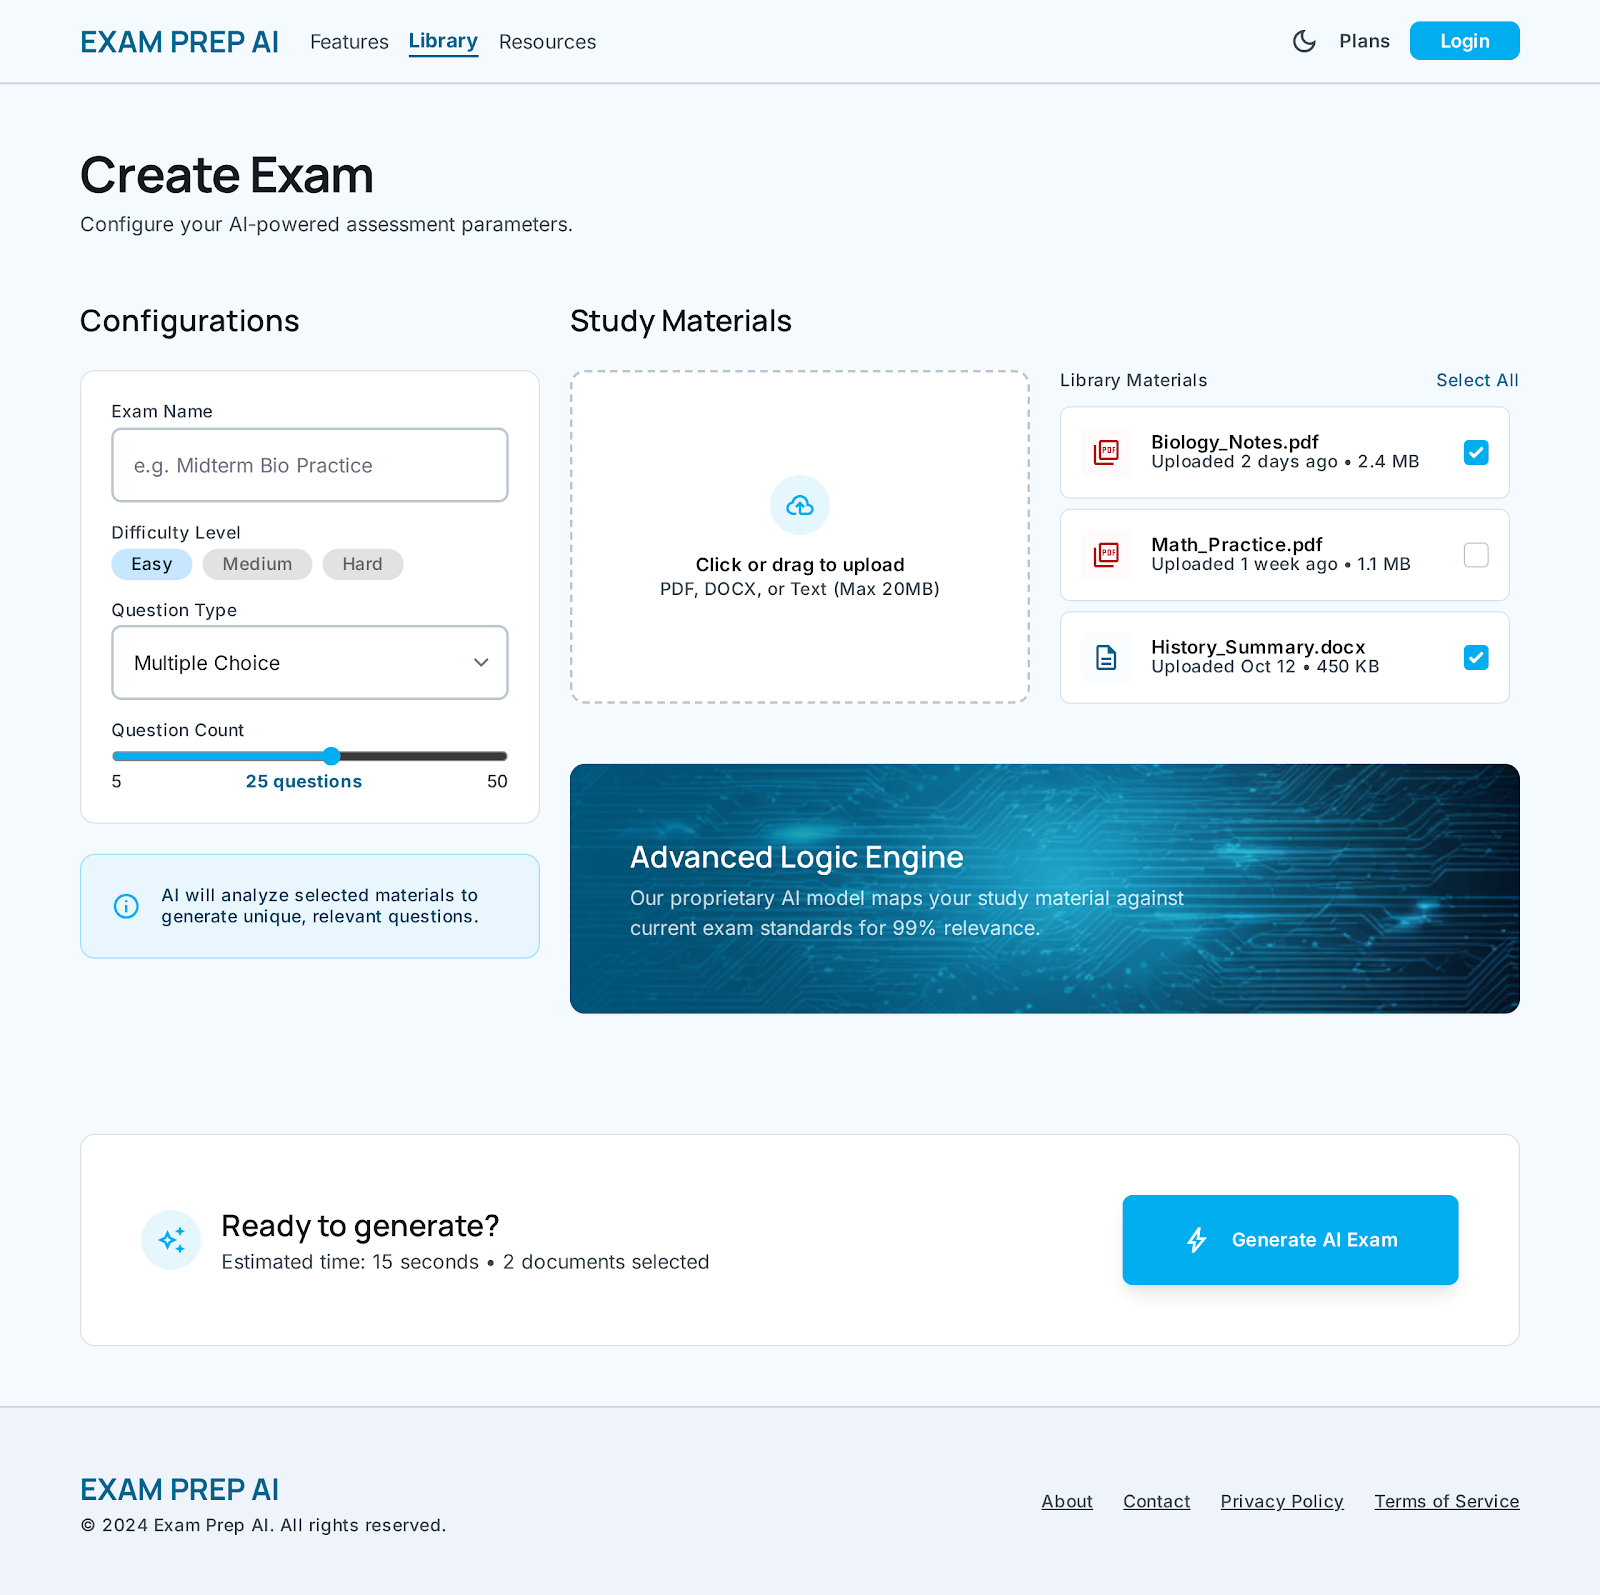 EXAM PREP AI
Features
Library
Resources
Plans
Login
Create Exam
Configure your AI-powered assessment parameters.
Configurations
Exam Name
e.g. Midterm Bio Practice
Difficulty Level
Easy
Medium
Hard
Question Type
Multiple Choice
Question Count
5
25 questions
50
AI will analyze selected materials to
generate unique, relevant questions.
Study Materials
Click or drag to upload
PDF, DOCX, or Text (Max 20MB)
Library Materials
Select All
PDF
Biology_Notes.pdf
Uploaded 2 days ago • 2.4 MB
PDF
Math_Practice.pdf
Uploaded 1 week ago • 1.1 MB
History_Summary.docx
Uploaded Oct 12 • 450 KB
Advanced Logic Engine
Our proprietary AI model maps your study material against
current exam standards for 99% relevance.
Ready to generate?
Estimated time: 15 seconds • 2 documents selected
Generate AI Exam
EXAM PREP AI
© 2024 Exam Prep AI. All rights reserved.
About
Contact
Privacy Policy
Terms of Service